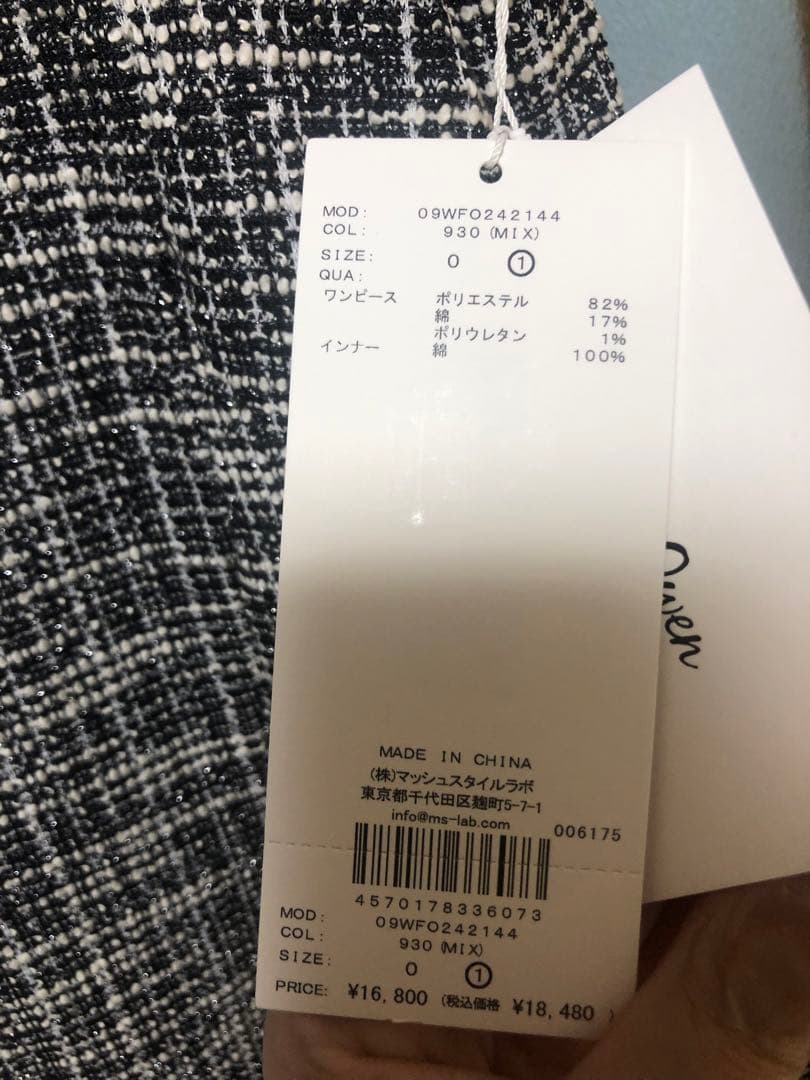 MOD: 09WFO242144
COL: 930 (MIX)
SIZE: 0 ①
QUA:
ワンピース ポリエステル 82%
綿 17%
ポリウレタン 1%
インナー 綿 100%
MADE IN CHINA
(株)マッシュスタイルラボ
東京都千代田区麹町5-7-1
info@ms-lab.com
006175
4570178336073
MOD: 09WFO242144
COL: 930 (MIX)
SIZE: 0 ①
PRICE: ¥16,800 (税込価格 ¥18,480 )